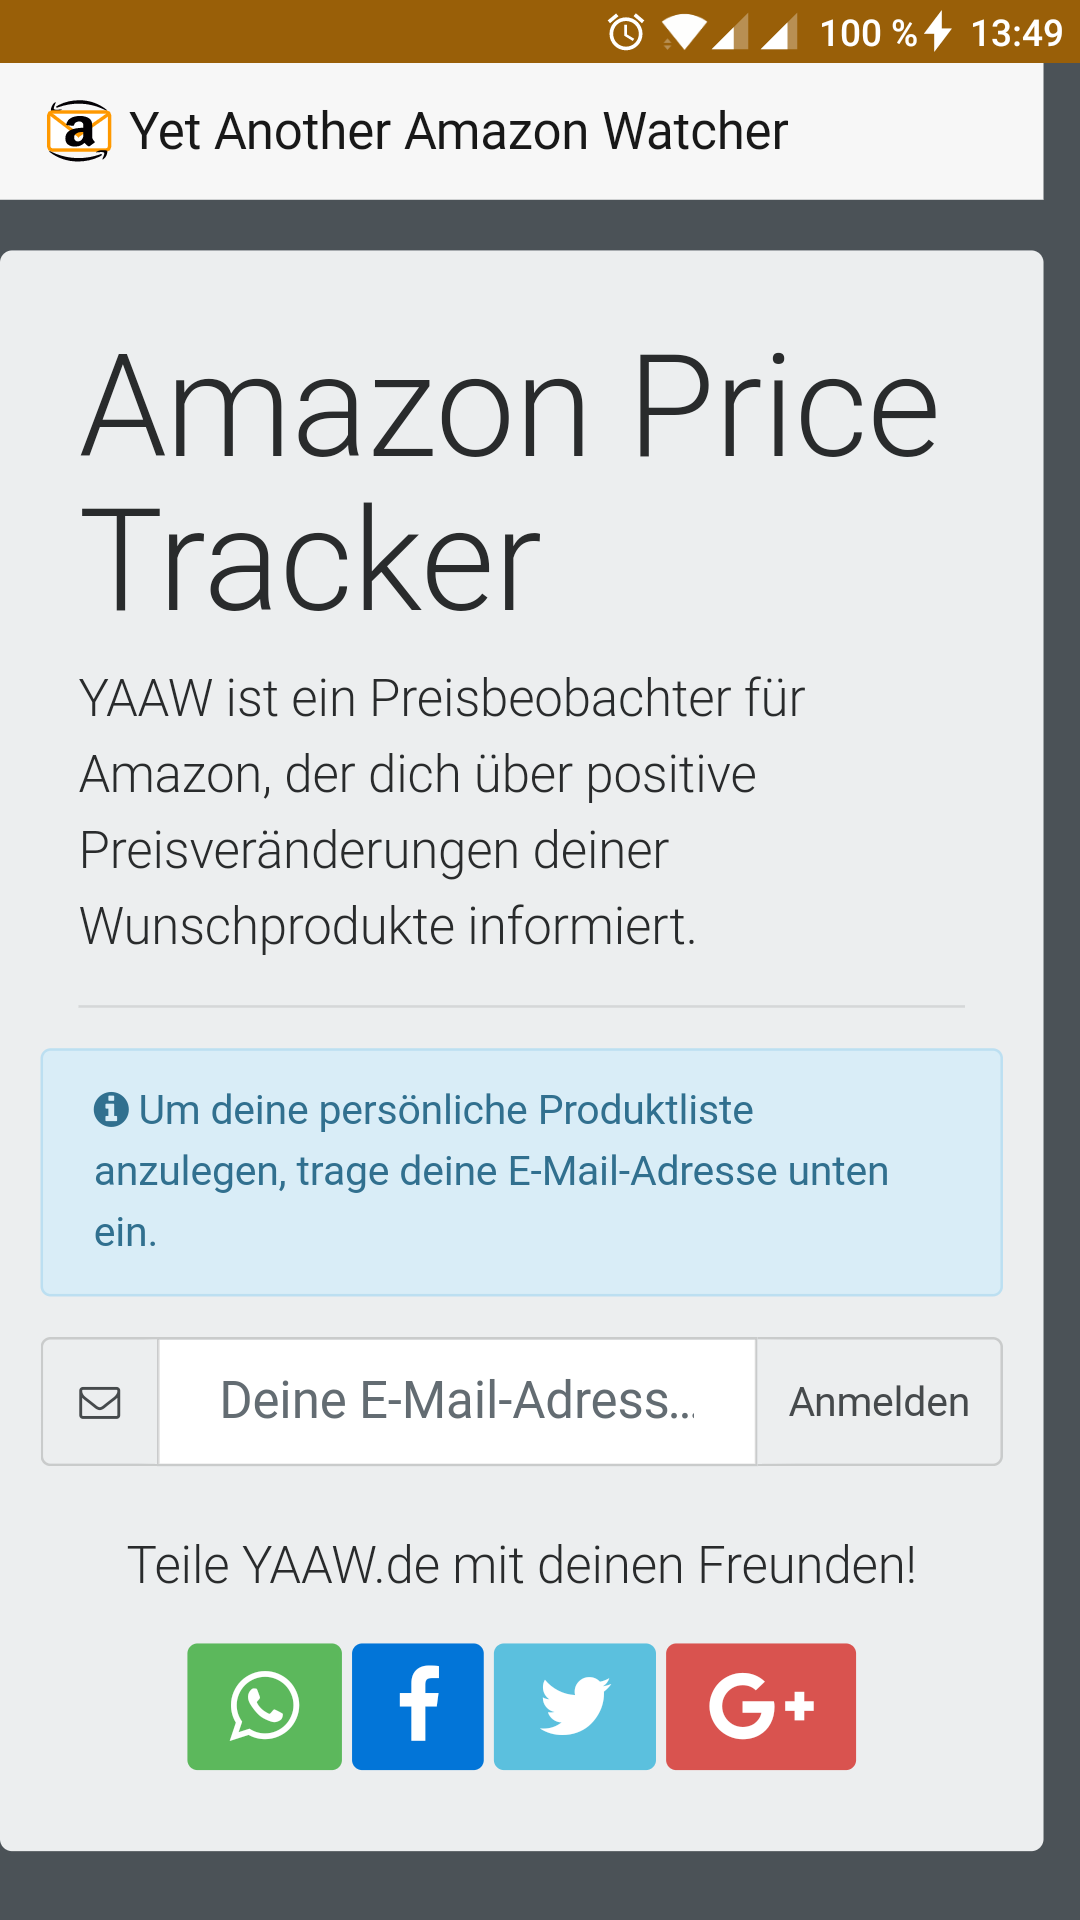 100 % 13:49
a Yet Another Amazon Watcher
Amazon Price
Tracker
YAAW ist ein Preisbeobachter für
Amazon, der dich über positive
Preisveränderungen deiner
Wunschprodukte informiert.
Um deine persönliche Produktliste
anzulegen, trage deine E-Mail-Adresse unten
ein.
Deine E-Mail-Adress... Anmelden
Teile YAAW.de mit deinen Freunden!
f G+